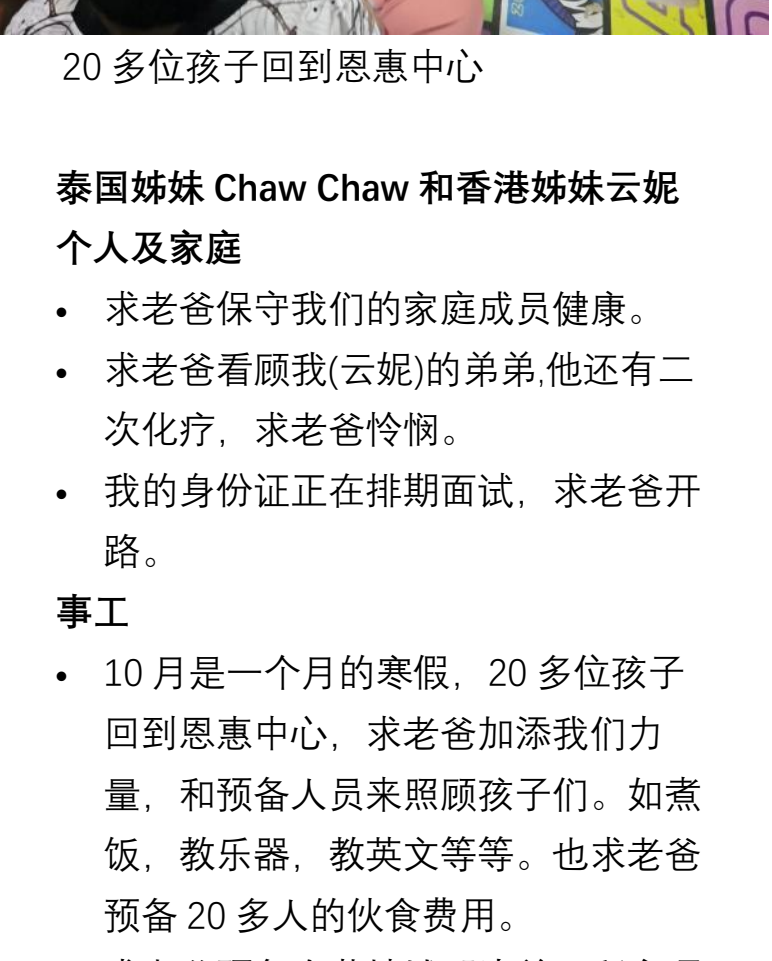 20 多位孩子回到恩惠中心
泰国姊妹 Chaw Chaw 和香港姊妹云妮
个人及家庭
• 求老爸保守我们的家庭成员健康。
• 求老爸看顾我(云妮)的弟弟,他还有二
次化疗，求老爸怜悯。
• 我的身份证正在排期面试，求老爸开
路。
事工
• 10 月是一个月的寒假，20 多位孩子
回到恩惠中心，求老爸加添我们力
量，和预备人员来照顾孩子们。如煮
饭，教乐器，教英文等等。也求老爸
预备 20 多人的伙食费用。